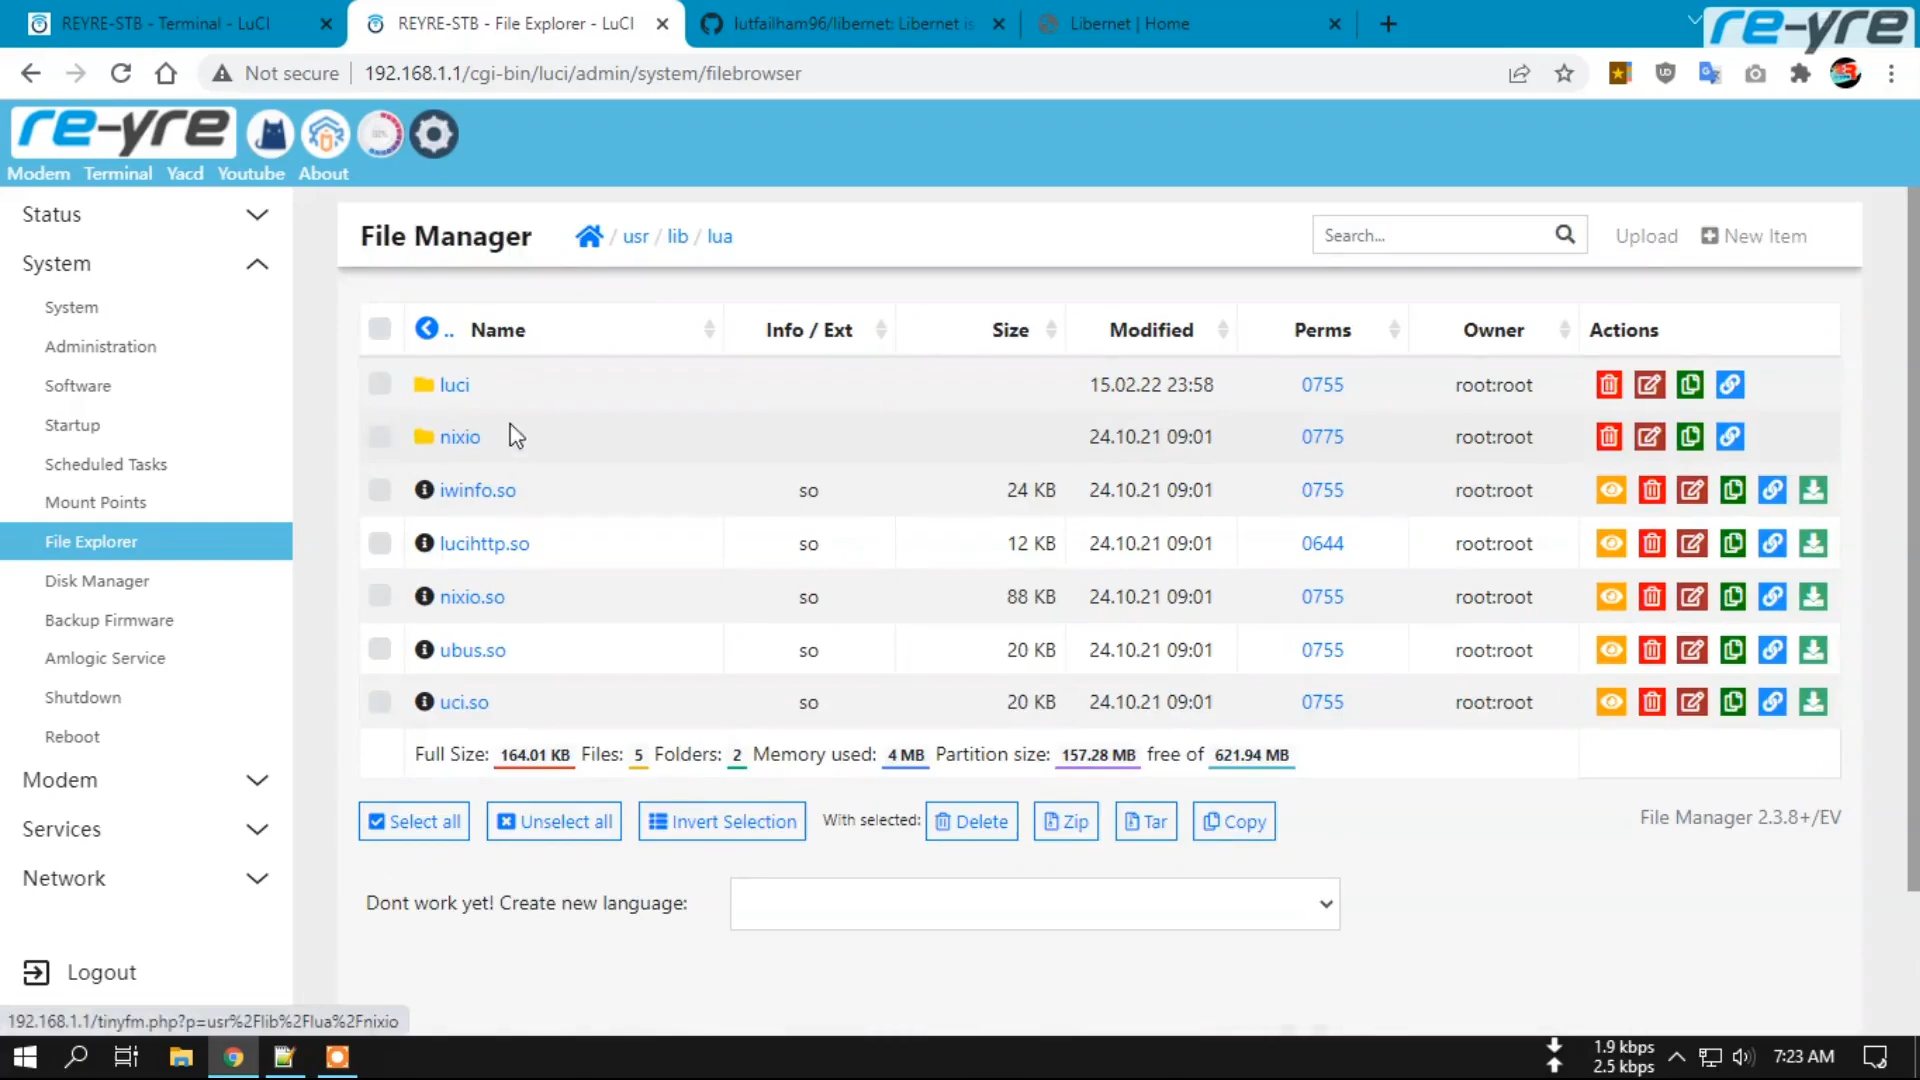 REYRE-STB - Terminal - LuCI
REYRE-STB - File Explorer - LuCI
lutfailham96/libernet: Libernet is
Libernet | Home
re-yre
Not secure
192.168.1.1/cgi-bin/luci/admin/system/filebrowser
re-yre
Modem Terminal Yacd Youtube About
Status
System
System
Administration
Software
Startup
Scheduled Tasks
Mount Points
File Explorer
Disk Manager
Backup Firmware
Amlogic Service
Shutdown
Reboot
Modem
Services
Network
Logout
File Manager / usr / lib / lua
Search...
Upload
New Item
.. Name Info / Ext Size Modified Perms Owner Actions
luci 15.02.22 23:58 0755 root:root
nixio 24.10.21 09:01 0775 root:root
iwinfo.so so 24 KB 24.10.21 09:01 0755 root:root
lucihttp.so so 12 KB 24.10.21 09:01 0644 root:root
nixio.so so 88 KB 24.10.21 09:01 0755 root:root
ubus.so so 20 KB 24.10.21 09:01 0755 root:root
uci.so so 20 KB 24.10.21 09:01 0755 root:root
Full Size: 164.01 KB Files: 5 Folders: 2 Memory used: 4 MB Partition size: 157.28 MB free of 621.94 MB
Select all Unselect all Invert Selection With selected: Delete Zip Tar Copy
File Manager 2.3.8+/EV
Dont work yet! Create new language:
192.168.1.1/tinyfm.php?p=usr%2Flib%2Flua%2Fnixio
1.9 kbps
2.5 kbps
7:23 AM